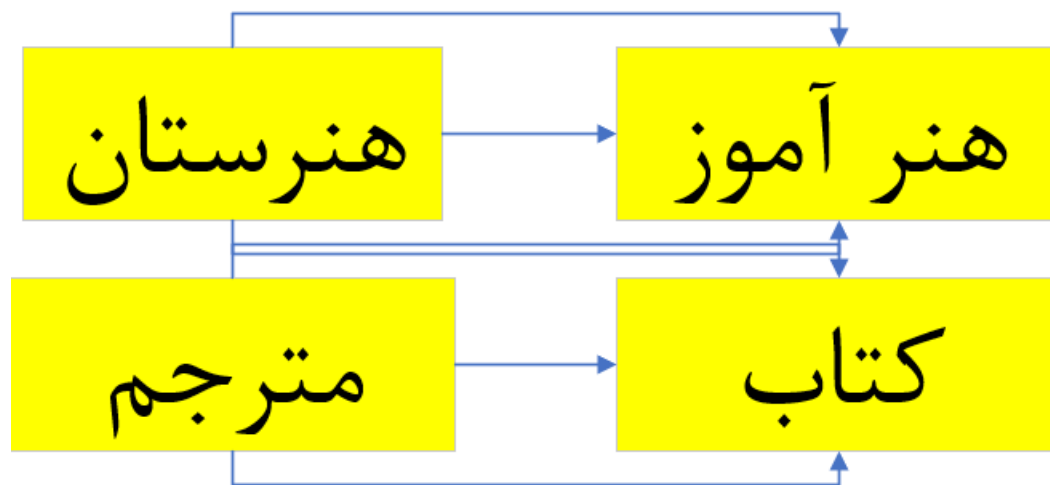 هنرستان
هنر آموز
مترجم
کتاب